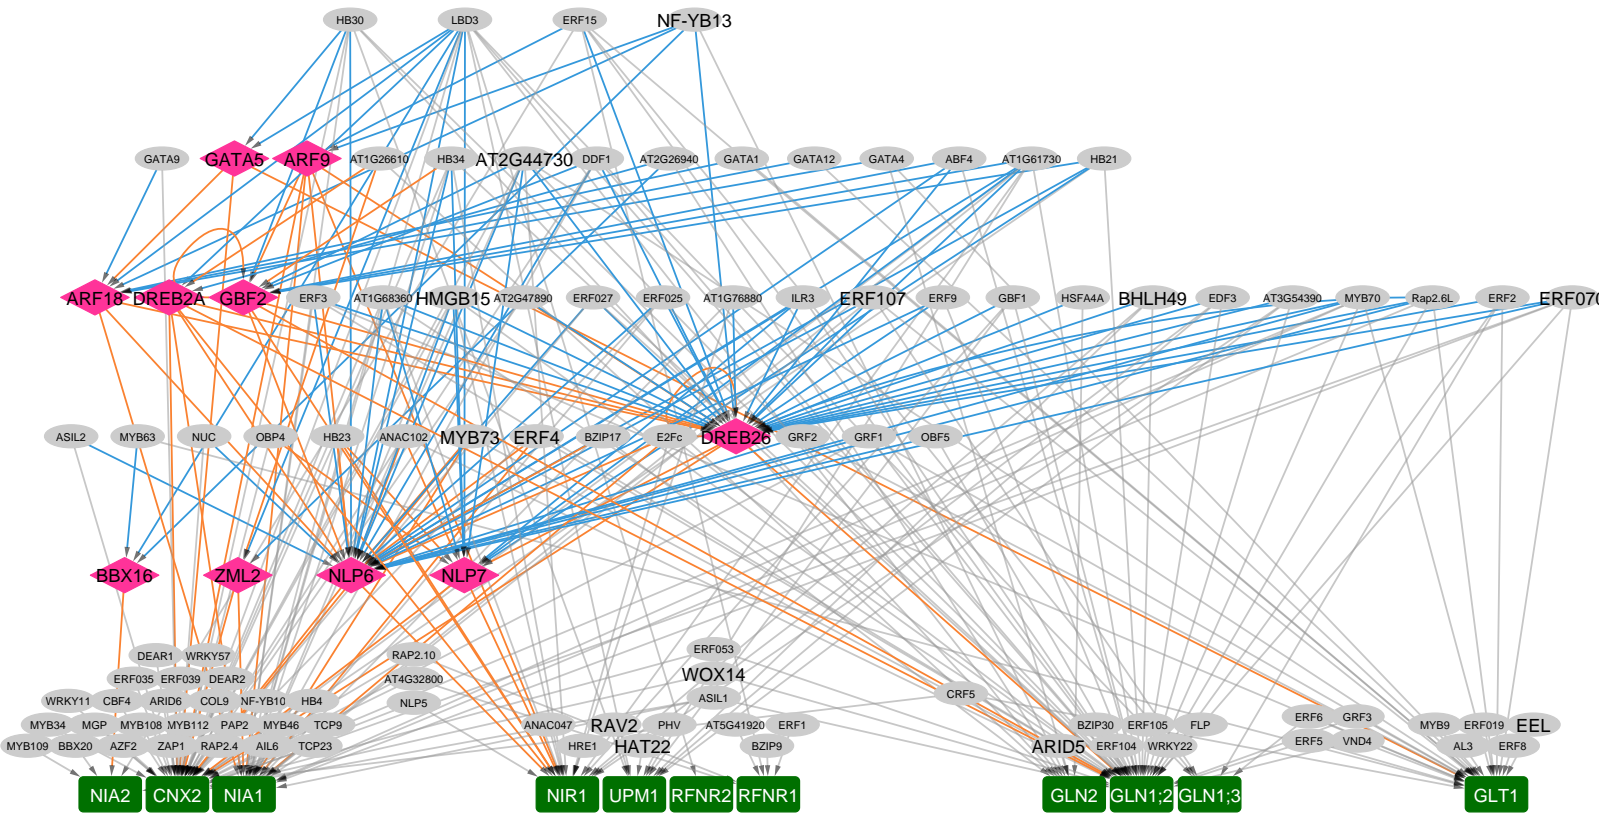 HB30 LBD3 ERF15 NF-YB13
GATA9 GATA5 ARF9 AT1G26610 HB34 AT2G44730 DDF1 AT2G26940 GATA1 GATA12 GATA4 ABF4 AT1G61730 HB21
ARF18 DREB2A GBF2 ERF3 AT1G68360 HMGB15 AT2G47890 ERF027 ERF025 AT1G76880 ILR3 ERF107 ERF9 GBF1 HSFA4A BHLH49 EDF3 AT3G54390 MYB70 Rap2.6L ERF2 ERF070
ASIL2 MYB63 NUC OBP4 HB23 ANAC102 MYB73 ERF4 BZIP17 E2Fc DREB26 GRF2 GRF1 OBF5
BBX16 ZML2 NLP6 NLP7
DEAR1 WRKY57 RAP2.10 ERF053
ERF035 ERF039 DEAR2 AT4G32800 WOX14
WRKY11 CBF4 ARID6 COL9 NF-YB10 HB4 NLP5 ASIL1 CRF5
MYB34 MGP MYB108 MYB112 PAP2 MYB46 TCP9 ANAC047 RAV2 PHV AT5G41920 ERF1 BZIP30 ERF105 FLP ERF6 GRF3 MYB9 ERF019 EEL
MYB109 BBX20 AZF2 ZAP1 RAP2.4 AIL6 TCP23 HRE1 HAT22 BZIP9 ARID5 ERF104 WRKY22 ERF5 VND4 AL3 ERF8
NIA2 CNX2 NIA1 NIR1 UPM1 RFNR2 RFNR1 GLN2 GLN1;2 GLN1;3 GLT1